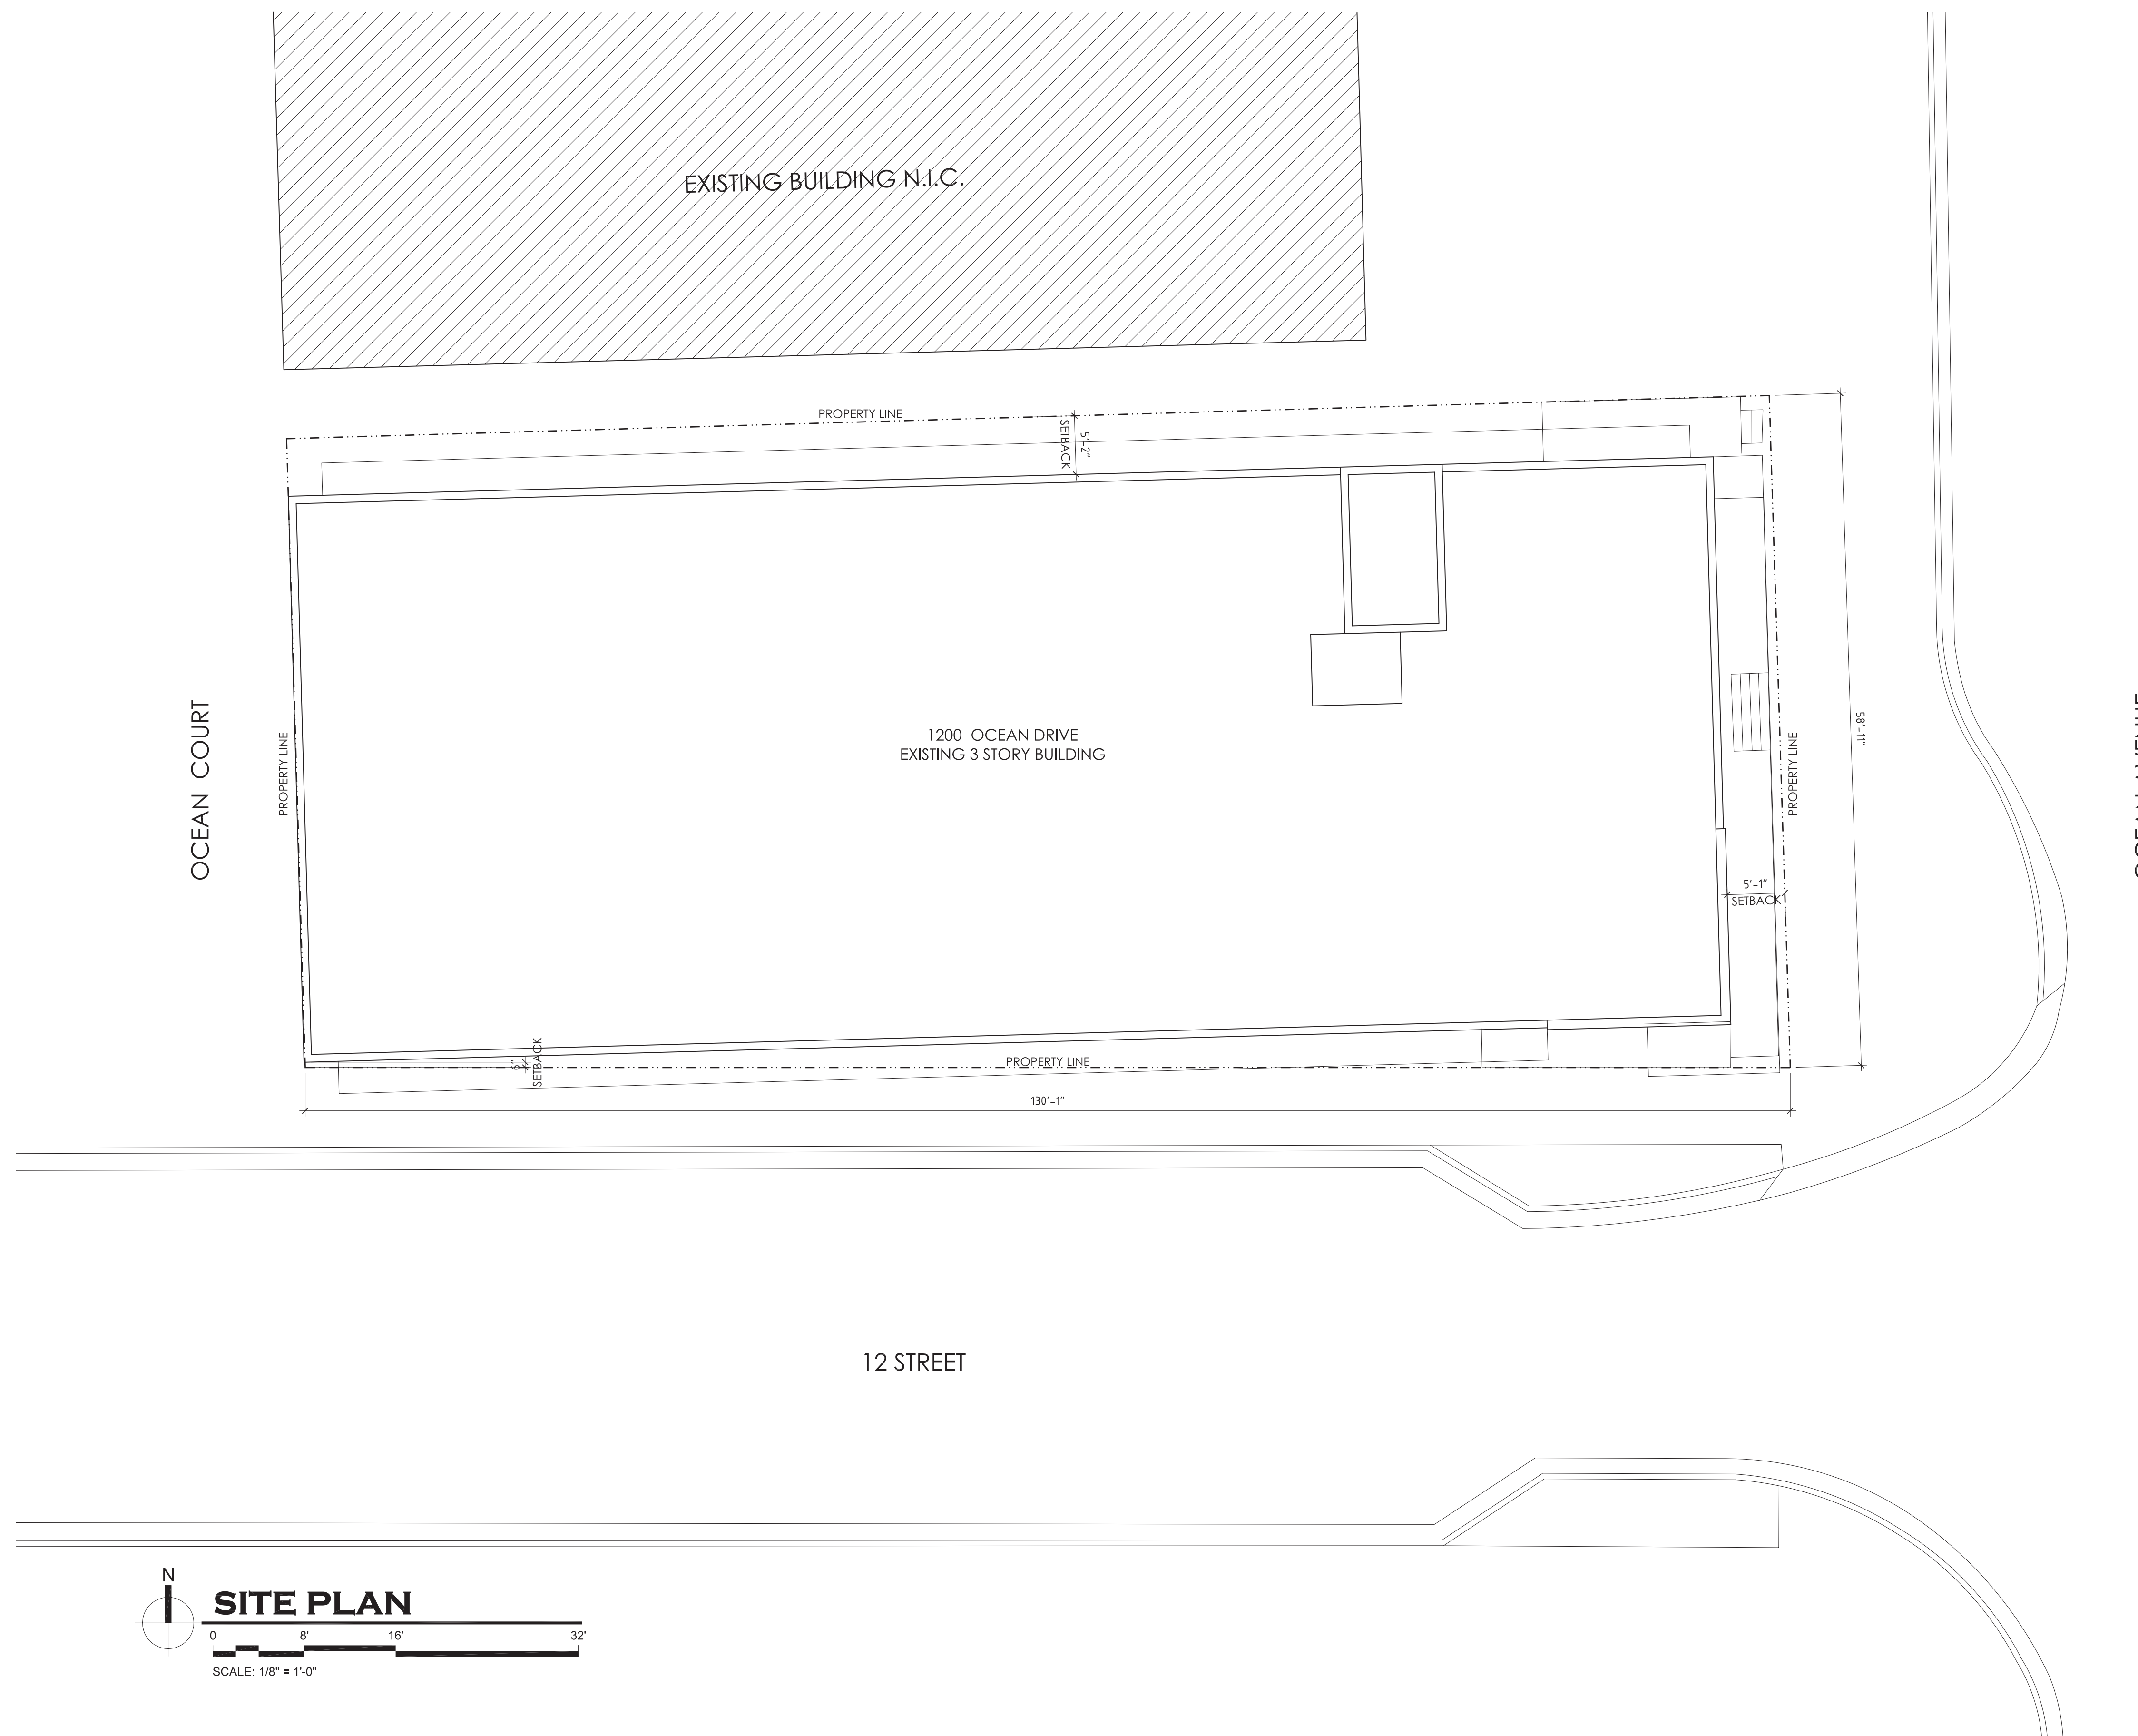 EXISTING BUILDING N.I.C.
PROPERTY LINE
5'-2"
SETBACK
OCEAN COURT
PROPERTY LINE
1200 OCEAN DRIVE
EXISTING 3 STORY BUILDING
58'-11"
PROPERTY LINE
5'-1"
SETBACK
6"
SETBACK
PROPERTY LINE
130'-1"
12 STREET
N
SITE PLAN
0 8' 16' 32'
SCALE: 1/8" = 1'-0"